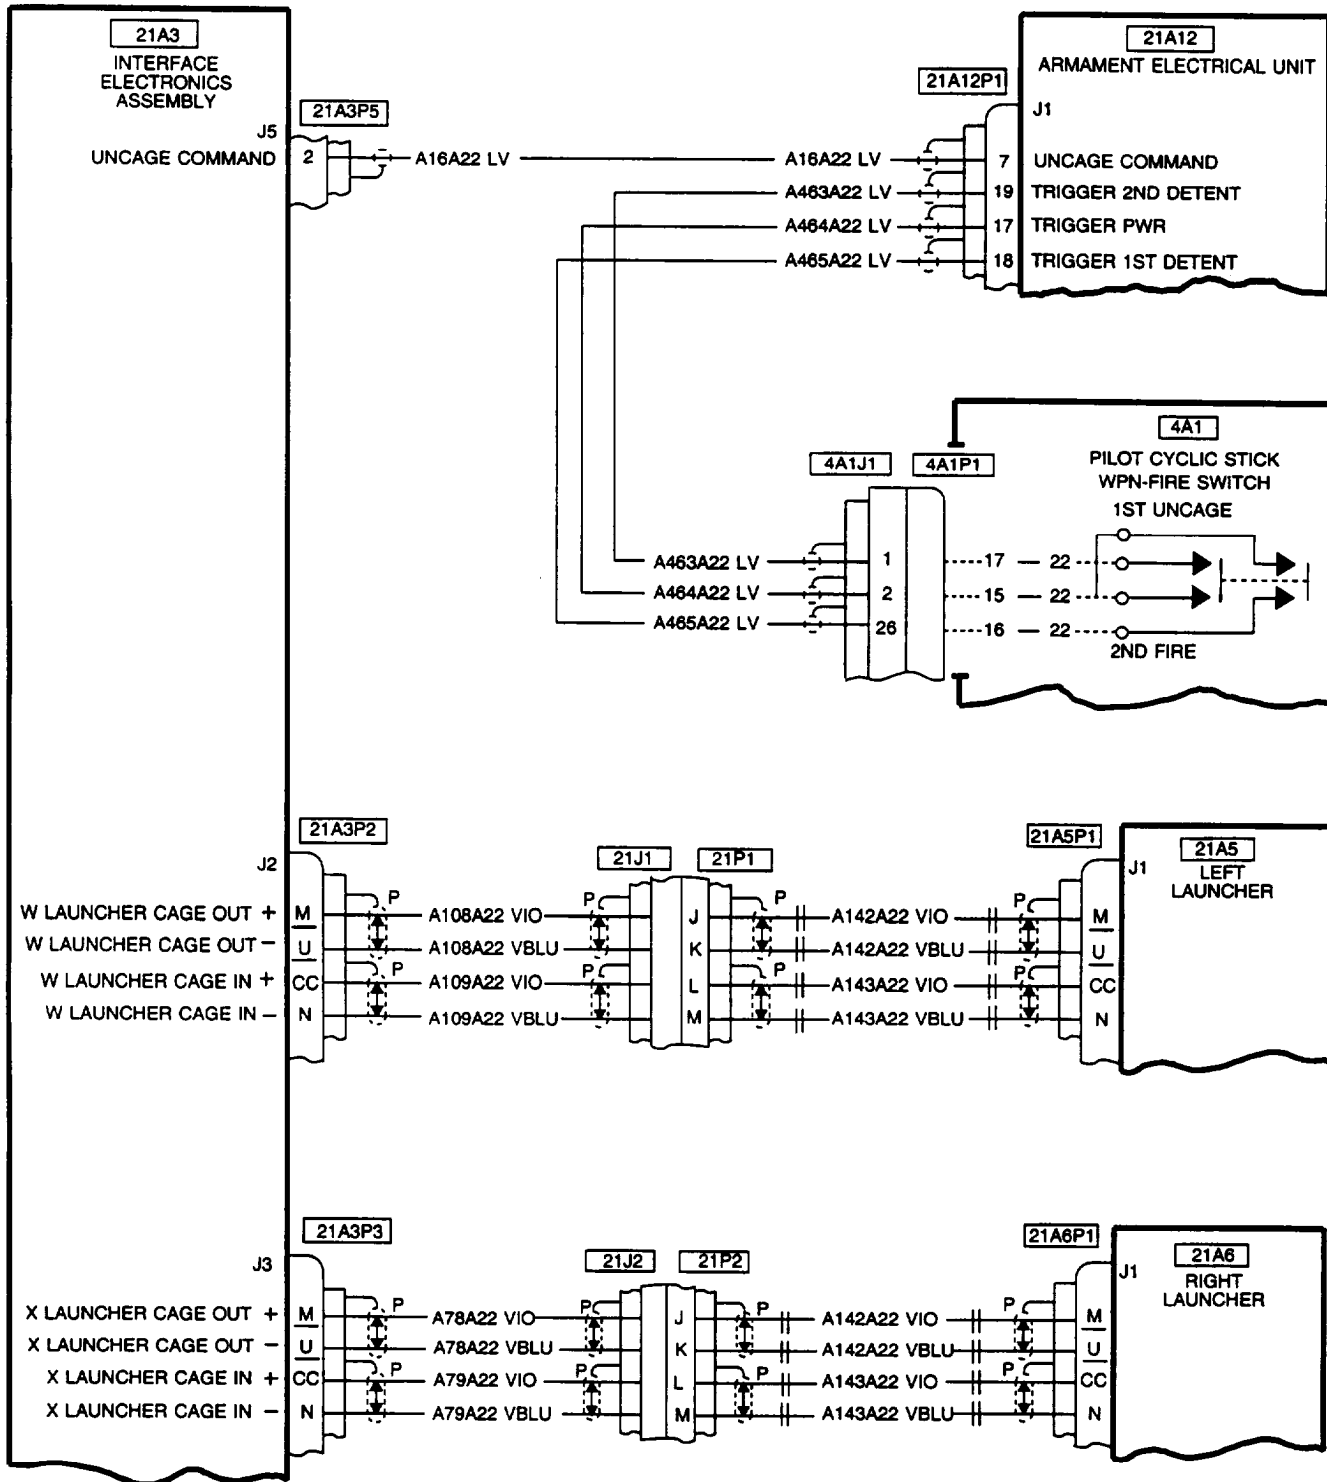 21A3
INTERFACE
ELECTRONICS
ASSEMBLY
21A3P5
J5
UNCAGE COMMAND 2 A16A22 LV
21A12
ARMAMENT ELECTRICAL UNIT
21A12P1
J1
A16A22 LV 7 UNCAGE COMMAND
A463A22 LV 19 TRIGGER 2ND DETENT
A464A22 LV 17 TRIGGER PWR
A465A22 LV 18 TRIGGER 1ST DETENT
4A1
4A1J1 4A1P1
PILOT CYCLIC STICK
WPN-FIRE SWITCH
1ST UNCAGE
A463A22 LV 1 17 22
A464A22 LV 2 15 22
A465A22 LV 26 16 22
2ND FIRE
21A3P2
J2
21J1 21P1
21A5P1
J1
21A5
LEFT
LAUNCHER
P P P P
W LAUNCHER CAGE OUT + M A108A22 VIO J A142A22 VIO M
W LAUNCHER CAGE OUT - U A108A22 VBLU K A142A22 VBLU U
P P P P
W LAUNCHER CAGE IN + CC A109A22 VIO L A143A22 VIO CC
W LAUNCHER CAGE IN - N A109A22 VBLU M A143A22 VBLU N
21A3P3
J3
21J2 21P2
21A6P1
J1
21A6
RIGHT
LAUNCHER
P P P P
X LAUNCHER CAGE OUT + M A78A22 VIO J A142A22 VIO M
X LAUNCHER CAGE OUT - U A78A22 VBLU K A142A22 VBLU U
P P P P
X LAUNCHER CAGE IN + CC A79A22 VIO L A143A22 VIO CC
X LAUNCHER CAGE IN - N A79A22 VBLU M A143A22 VBLU N